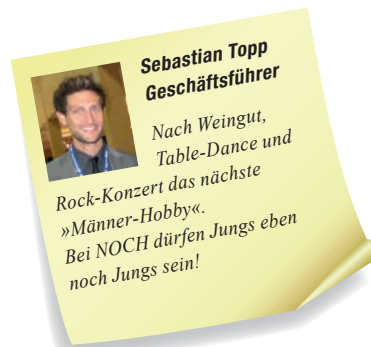 Sebastian Topp
Geschäftsführer
Nach Weingut,
Table-Dance und
Rock-Konzert das nächste
»Männer-Hobby«.
Bei NOCH dürfen Jungs eben
noch Jungs sein!